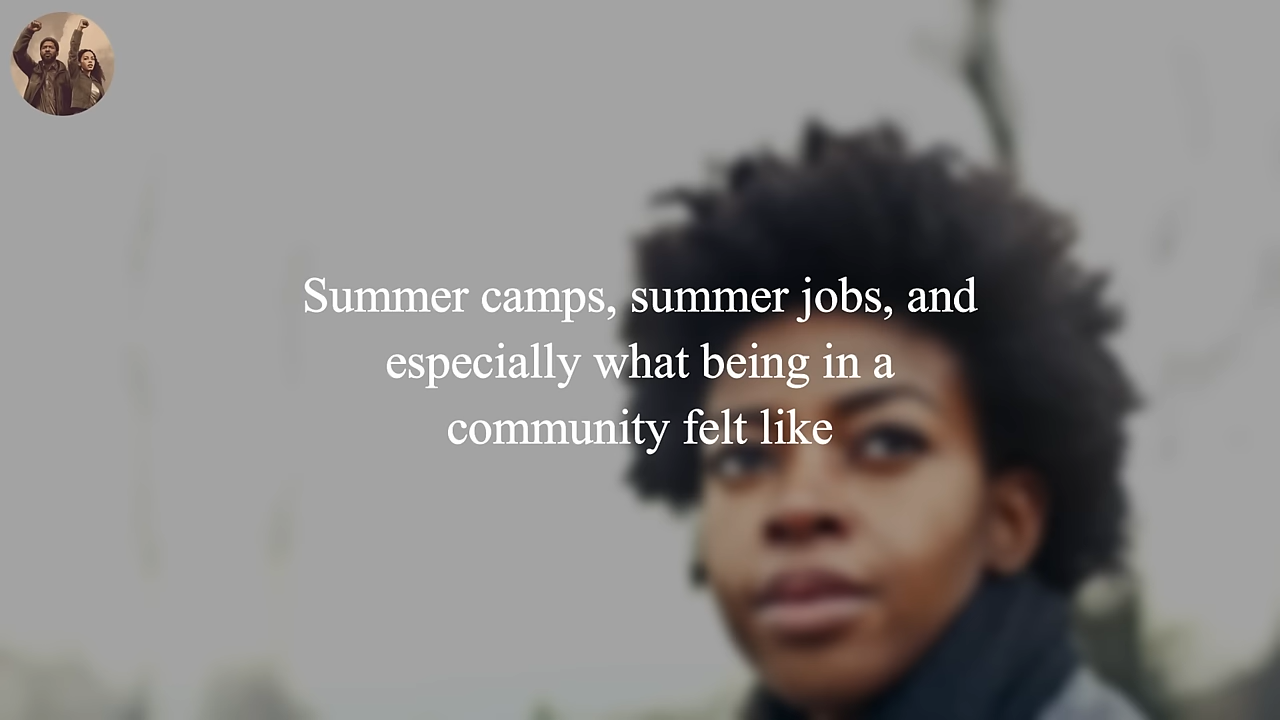 Summer camps, summer jobs, and
especially what being in a
community felt like